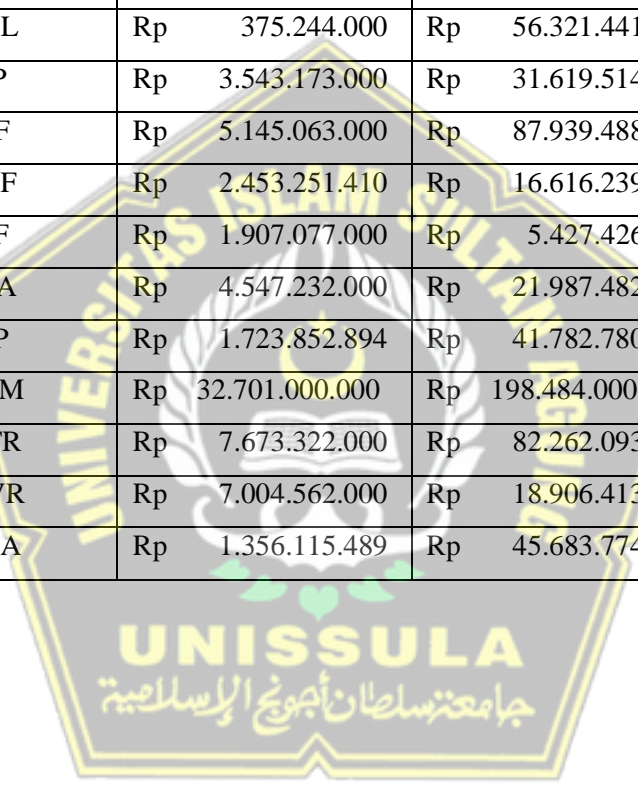 L Rp 375.244.000 Rp 56.321.441
P Rp 3.543.173.000 Rp 31.619.514
F Rp 5.145.063.000 Rp 87.939.488
F Rp 2.453.251.410 Rp 16.616.239
F Rp 1.907.077.000 Rp 5.427.426
A Rp 4.547.232.000 Rp 21.987.482
P Rp 1.723.852.894 Rp 41.782.780
M Rp 32.701.000.000 Rp 198.484.000
R Rp 7.673.322.000 Rp 82.262.093
R Rp 7.004.562.000 Rp 18.906.413
A Rp 1.356.115.489 Rp 45.683.774
UNIVERSITAS ISLAM SULTAN AGUNG
UNISSULA
جامعة سلطان أجونج الإسلامية